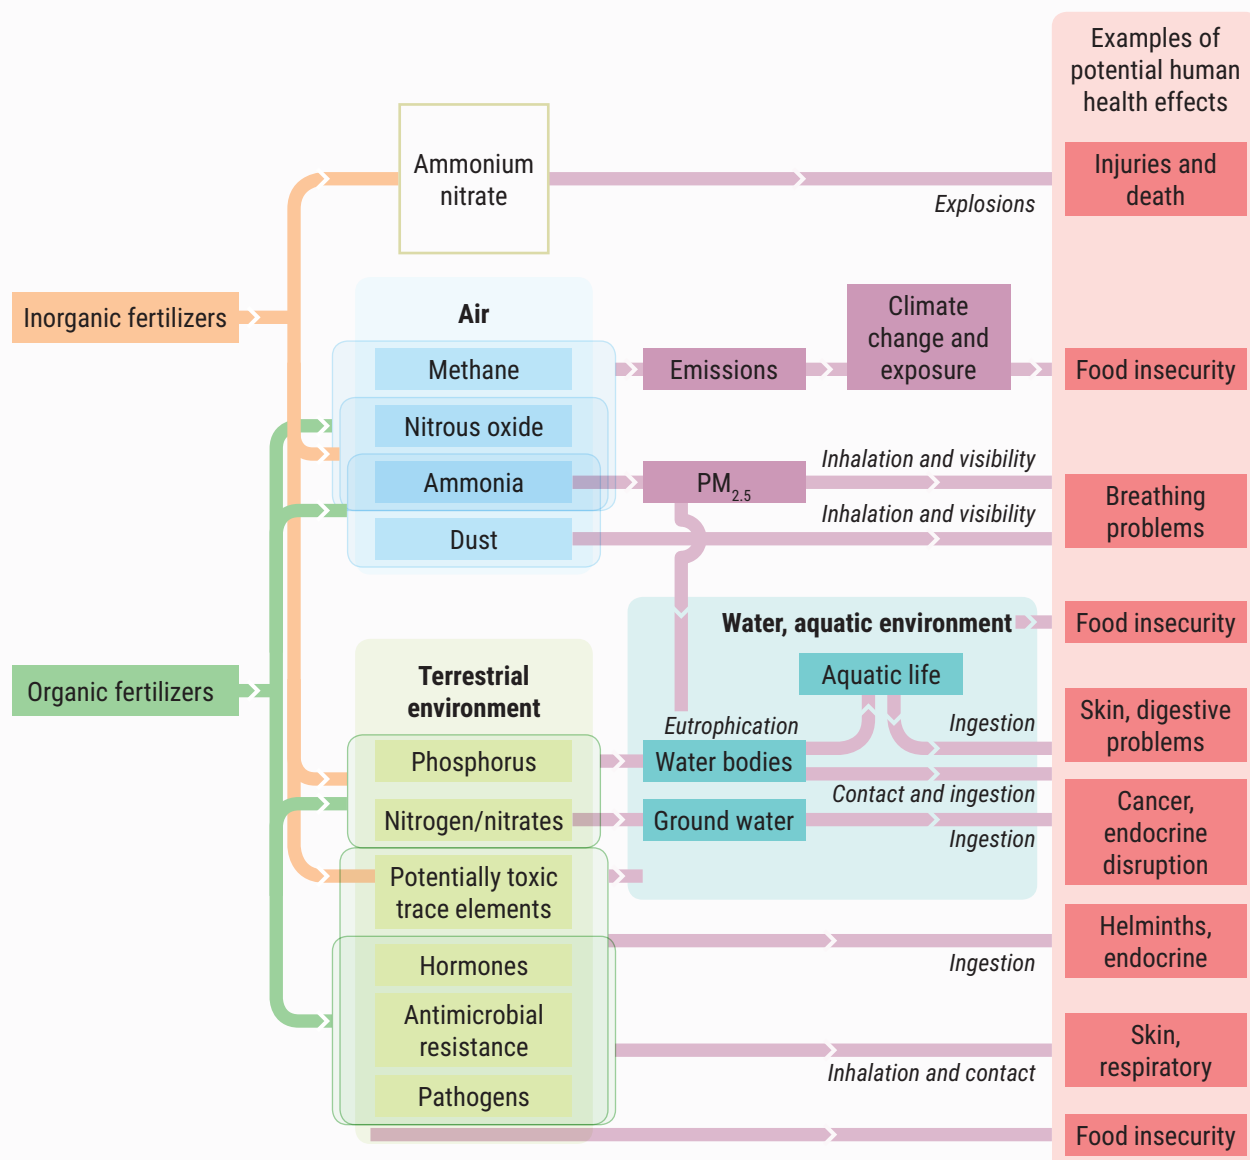 Examples of
potential human
health effects
Ammonium
nitrate
Explosions
Injuries and
death
Inorganic fertilizers
Air
Methane
Emissions
Climate
change and
exposure
Food insecurity
Nitrous oxide
Ammonia
PM2.5
Inhalation and visibility
Inhalation and visibility
Breathing
problems
Dust
Water, aquatic environment
Food insecurity
Organic fertilizers
Terrestrial
environment
Aquatic life
Eutrophication
Ingestion
Skin, digestive
problems
Phosphorus
Water bodies
Contact and ingestion
Nitrogen/nitrates
Ground water
Ingestion
Cancer,
endocrine
disruption
Potentially toxic
trace elements
Ingestion
Helminths,
endocrine
Hormones
Antimicrobial
resistance
Inhalation and contact
Skin,
respiratory
Pathogens
Food insecurity